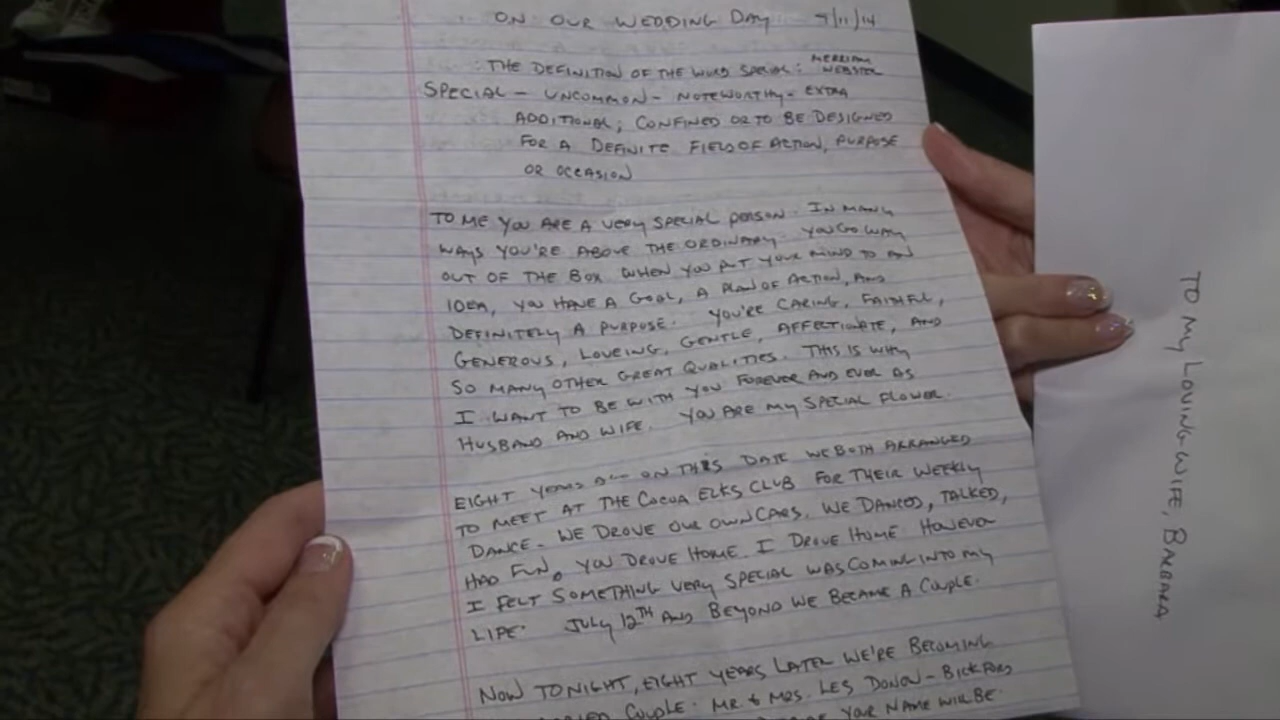 ON OUR WEDDING DAY 7/11/14
THE DEFINITION OF THE WORD SPECIAL: MERRIAM WEBSTER
SPECIAL - UNCOMMON - NOTEWORTHY - EXTRA
ADDITIONAL; CONFINED OR TO BE DESIGNED
FOR A DEFINITE FIELD OF ACTION, PURPOSE
OR OCCASION
TO ME YOU ARE A VERY SPECIAL PERSON. IN MANY
WAYS YOU'RE ABOVE THE ORDINARY. YOU GO WAY
OUT OF THE BOX WHEN YOU PUT YOUR MIND TO AN
IDEA, YOU HAVE A GOAL, A PLAN OF ACTION, AND
DEFINITELY A PURPOSE. YOU'RE CARING, FAITHFUL,
GENEROUS, LOVEING, GENTLE, AFFECTIONATE, AND
SO MANY OTHER GREAT QUALITIES. THIS IS WHY
I WANT TO BE WITH YOU FOREVER AND EVER AS
HUSBAND AND WIFE. YOU ARE MY SPECIAL FLOWER.
EIGHT YEARS AGO ON THIS DATE WE BOTH ARRANGED
TO MEET AT THE COCOA ELKS CLUB FOR THEIR WEEKLY
DANCE. WE DROVE OUR OWN CARS. WE DANCED, TALKED,
HAD FUN. YOU DROVE HOME. I DROVE HOME HOWEVER
I FELT SOMETHING VERY SPECIAL WAS COMING INTO MY
LIFE. JULY 12TH AND BEYOND WE BECAME A COUPLE.
NOW TONIGHT, EIGHT YEARS LATER WE'RE BECOMING
COUPLE. MR. & MRS. LES
YOUR NAME WILL BE
TO MY LOVING WIFE, BARBARA